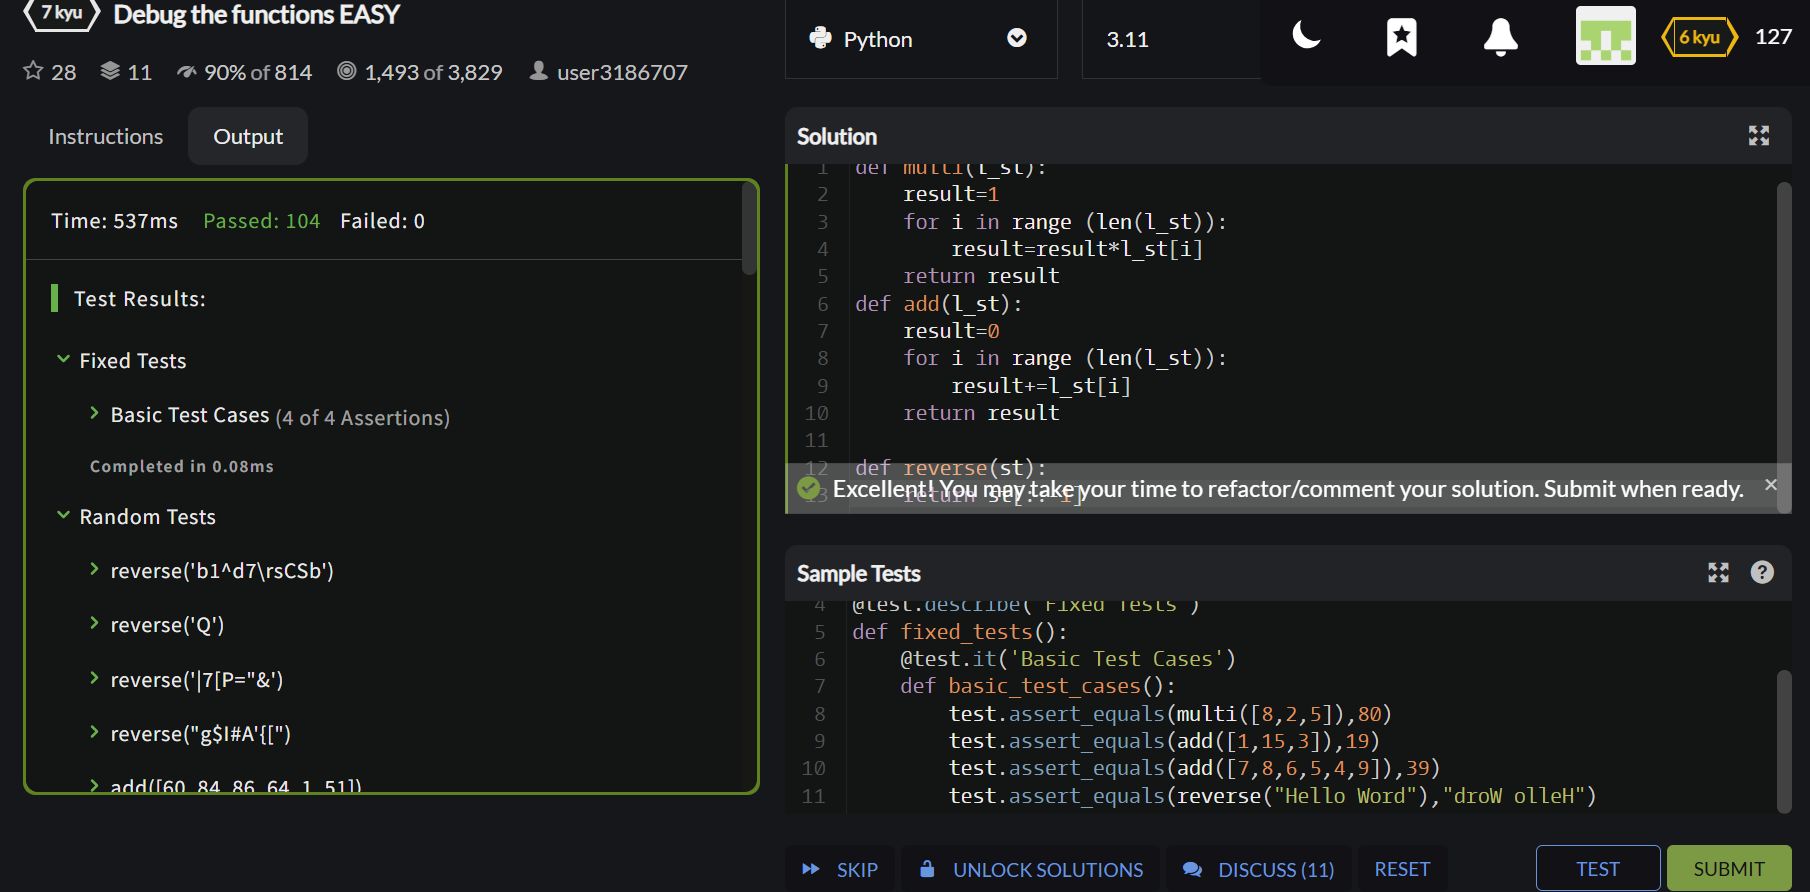 7 kyu Debug the functions EASY
28 11 90% of 814 1,493 of 3,829 user3186707
Python
3.11
6 kyu 127
Instructions Output
Time: 537ms Passed: 104 Failed: 0
Test Results:
Fixed Tests
Basic Test Cases (4 of 4 Assertions)
Completed in 0.08ms
Random Tests
reverse('b1^d7\rsCSb')
reverse('Q')
reverse('|7[P="&')
reverse("g$I#A'{[")
add([60, 84, 86, 64, 1, 51])
Solution
1 def multi(l_st):
2 result=1
3 for i in range (len(l_st)):
4 result=result*l_st[i]
5 return result
6 def add(l_st):
7 result=0
8 for i in range (len(l_st)):
9 result+=l_st[i]
10 return result
11
12 def reverse(st):
13 return st[::-1]
Excellent! You may take your time to refactor/comment your solution. Submit when ready.
Sample Tests
4 @test.describe('Fixed Tests')
5 def fixed_tests():
6 @test.it('Basic Test Cases')
7 def basic_test_cases():
8 test.assert_equals(multi([8,2,5]),80)
9 test.assert_equals(add([1,15,3]),19)
10 test.assert_equals(add([7,8,6,5,4,9]),39)
11 test.assert_equals(reverse("Hello Word"),"droW olleH")
SKIP UNLOCK SOLUTIONS DISCUSS (11) RESET TEST SUBMIT